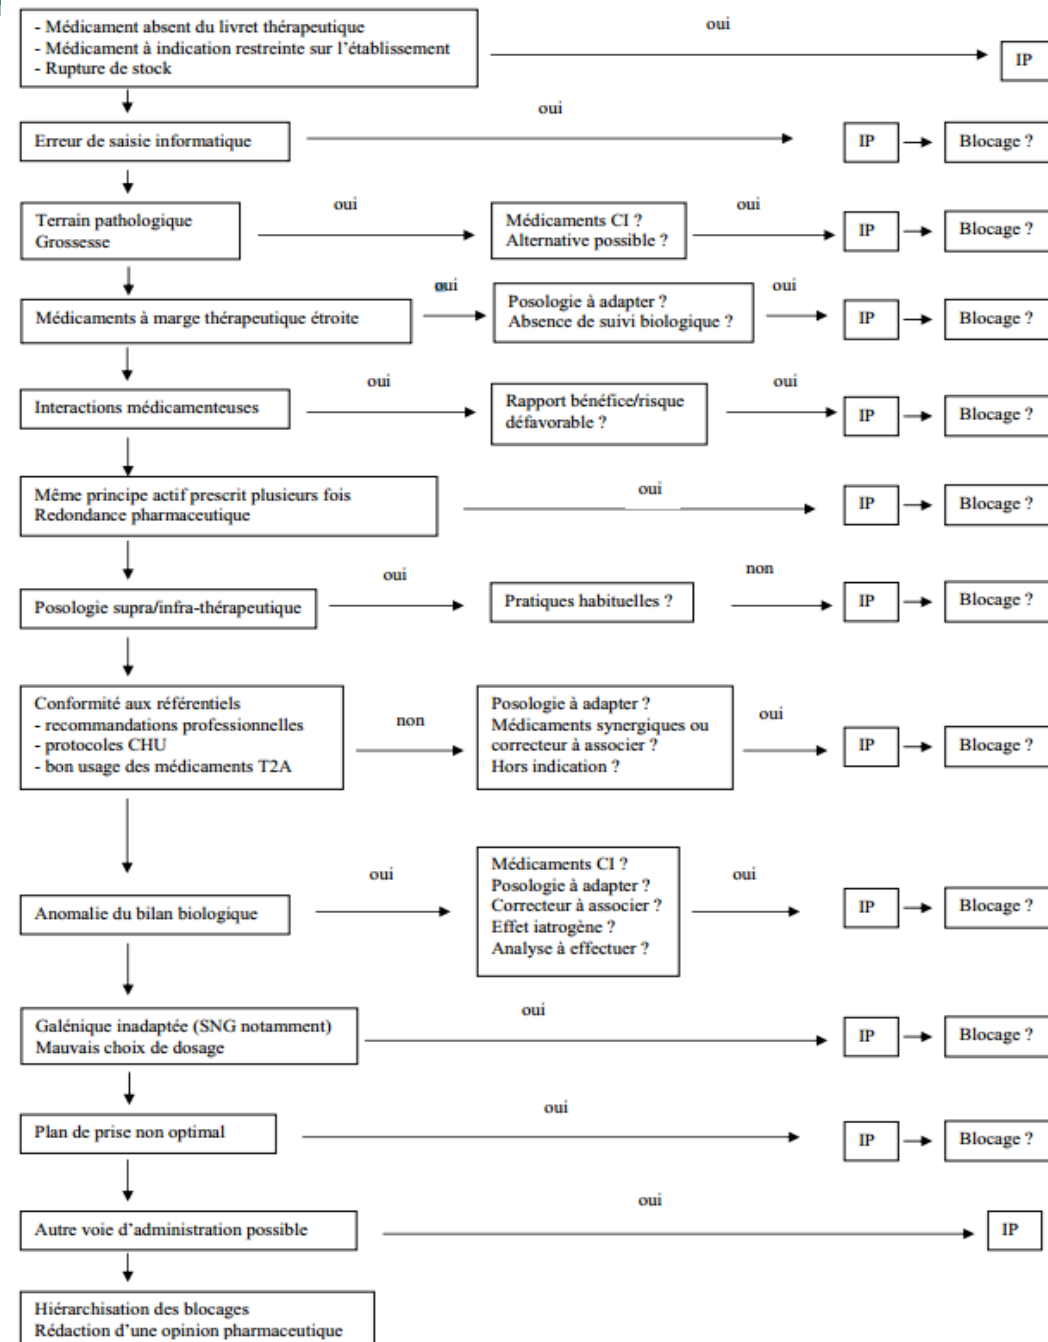 - Médicament absent du livret thérapeutique
- Médicament à indication restreinte sur l'établissement
- Rupture de stock
oui
IP
Erreur de saisie informatique
oui
IP
Blocage ?
Terrain pathologique
Grossesse
oui
Médicaments CI ?
Alternative possible ?
oui
IP
Blocage ?
Médicaments à marge thérapeutique étroite
oui
Posologie à adapter ?
Absence de suivi biologique ?
oui
IP
Blocage ?
Interactions médicamenteuses
oui
Rapport bénéfice/risque
défavorable ?
oui
IP
Blocage ?
Même principe actif prescrit plusieurs fois
Redondance pharmaceutique
oui
IP
Blocage ?
Posologie supra/infra-thérapeutique
oui
Pratiques habituelles ?
non
IP
Blocage ?
Conformité aux référentiels
- recommandations professionnelles
- protocoles CHU
- bon usage des médicaments T2A
non
Posologie à adapter ?
Médicaments synergiques ou
correcteur à associer ?
Hors indication ?
oui
IP
Blocage ?
Anomalie du bilan biologique
oui
Médicaments CI ?
Posologie à adapter ?
Correcteur à associer ?
Effet iatrogène ?
Analyse à effectuer ?
oui
IP
Blocage ?
Galénique inadaptée (SNG notamment)
Mauvais choix de dosage
oui
IP
Blocage ?
Plan de prise non optimal
oui
IP
Blocage ?
Autre voie d'administration possible
oui
IP
Hiérarchisation des blocages
Rédaction d'une opinion pharmaceutique